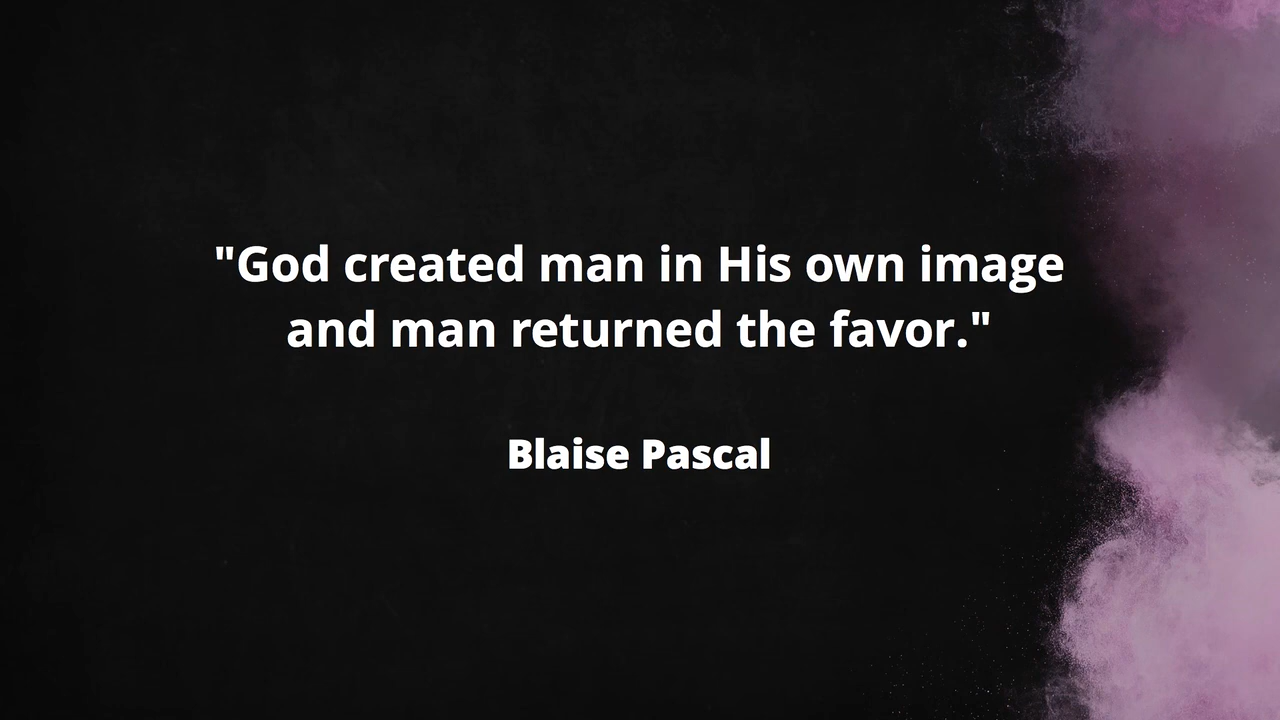 "God created man in His own image
and man returned the favor."
Blaise Pascal